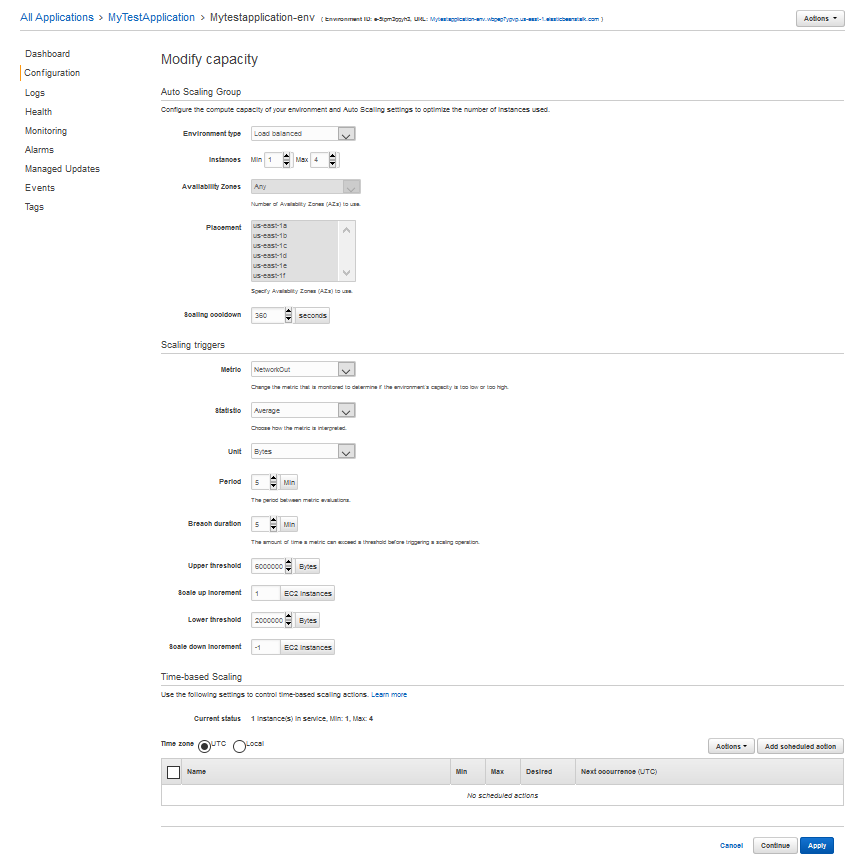 All Applications > MyTestApplication > Mytestapplication-env ( Environment ID: , URL: )
Actions
Dashboard
Configuration
Logs
Health
Monitoring
Alarms
Managed Updates
Events
Tags
Modify capacity
Auto Scaling Group
Configure the compute capacity of your environment and Auto Scaling settings to optimize the number of instances used.
Environment type Load balanced
Instances Min 1 Max 4
Availability Zones Any
Number of Availability Zones (AZs) to use.
Placement us-east-1a
us-east-1b
us-east-1c
us-east-1d
us-east-1e
us-east-1f
Specify Availability Zones (AZs) to use.
Scaling cooldown 360 seconds
Scaling triggers
Metric NetworkOut
Change the metric that is monitored to determine if the environment's capacity is too low or too high.
Statistic Average
Choose how the metric is interpreted.
Unit Bytes
Period 5 Min
The period between metric evaluations.
Breach duration 5 Min
The amount of time a metric can exceed a threshold before triggering a scaling operation.
Upper threshold 6000000 Bytes
Scale up increment 1 EC2 instances
Lower threshold 2000000 Bytes
Scale down increment -1 EC2 instances
Time-based Scaling
Use the following settings to control time-based scaling actions. Learn more
Current status 1 instance(s) in service, Min: 1, Max: 4
Time zone UTC Local
Actions Add scheduled action
Name Min Max Desired Next occurrence (UTC)
No scheduled actions
Cancel Continue Apply